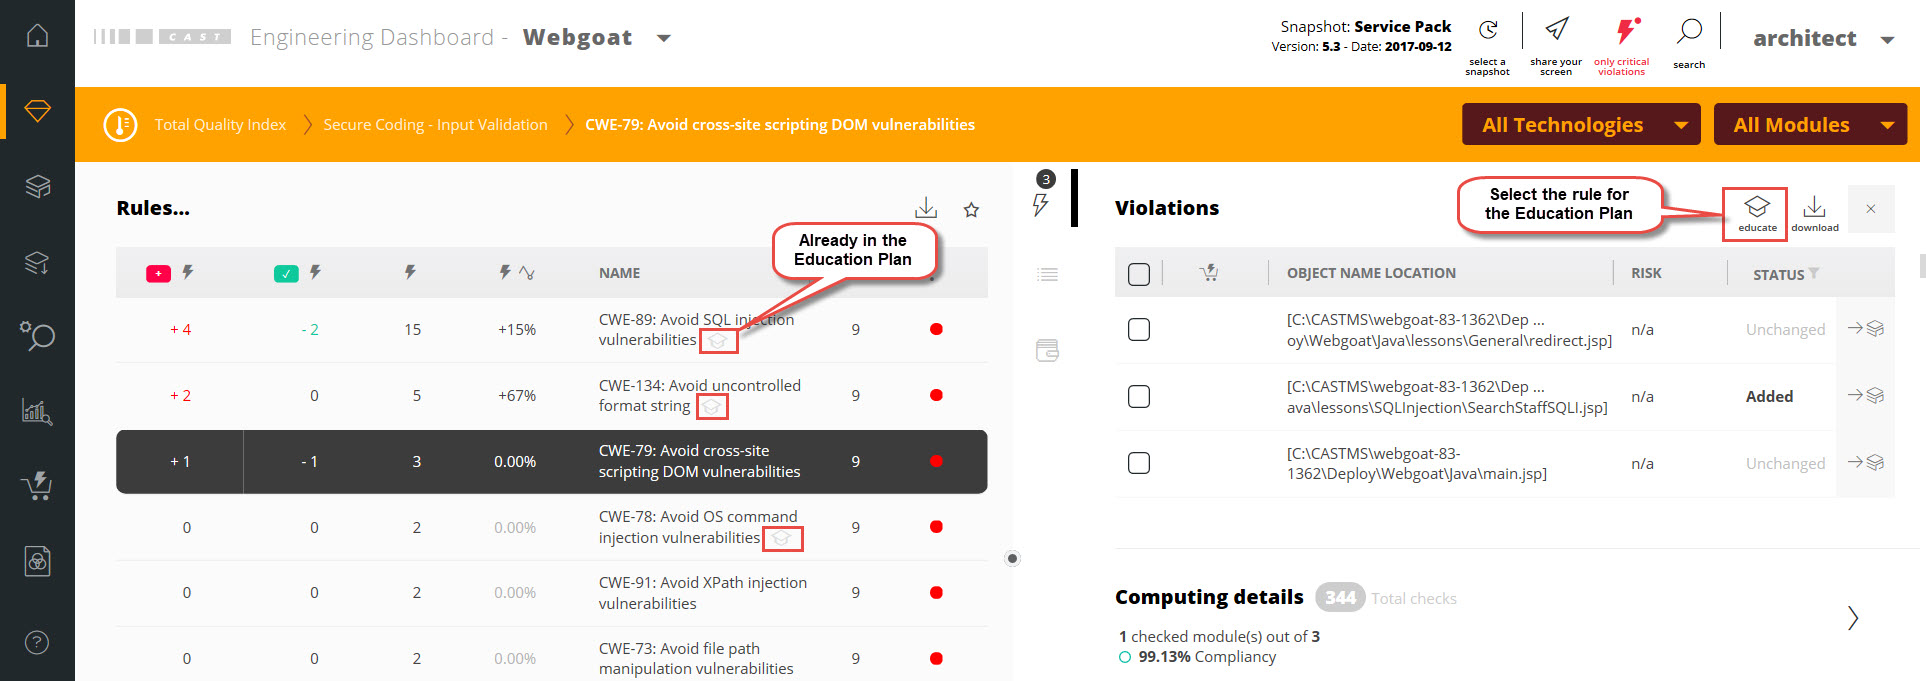 CAST Engineering Dashboard - Webgoat
Snapshot: Service Pack
Version: 5.3 - Date: 2017-09-12
select a
snapshot
share your
screen
only critical
violations
search
architect
Total Quality Index
Secure Coding - Input Validation
CWE-79: Avoid cross-site scripting DOM vulnerabilities
All Technologies
All Modules
Rules...
Already in the
Education Plan
NAME
+ 4 - 2 15 +15% CWE-89: Avoid SQL injection
vulnerabilities 9
+ 2 0 5 +67% CWE-134: Avoid uncontrolled
format string 9
+ 1 - 1 3 0.00% CWE-79: Avoid cross-site
scripting DOM vulnerabilities 9
0 0 2 0.00% CWE-78: Avoid OS command
injection vulnerabilities 9
0 0 2 0.00% CWE-91: Avoid XPath injection
vulnerabilities 9
0 0 2 0.00% CWE-73: Avoid file path
manipulation vulnerabilities 9
3
Violations
Select the rule for
the Education Plan
educate
download
OBJECT NAME LOCATION RISK STATUS
[C:\CASTMS\webgoat-83-1362\Dep ...
oy\Webgoat\Java\lessons\General\redirect.jsp] n/a Unchanged
[C:\CASTMS\webgoat-83-1362\Dep ...
ava\lessons\SQLInjection\SearchStaffSQLI.jsp] n/a Added
[C:\CASTMS\webgoat-83-
1362\Deploy\Webgoat\Java\main.jsp] n/a Unchanged
Computing details 344 Total checks
1 checked module(s) out of 3
99.13% Compliancy